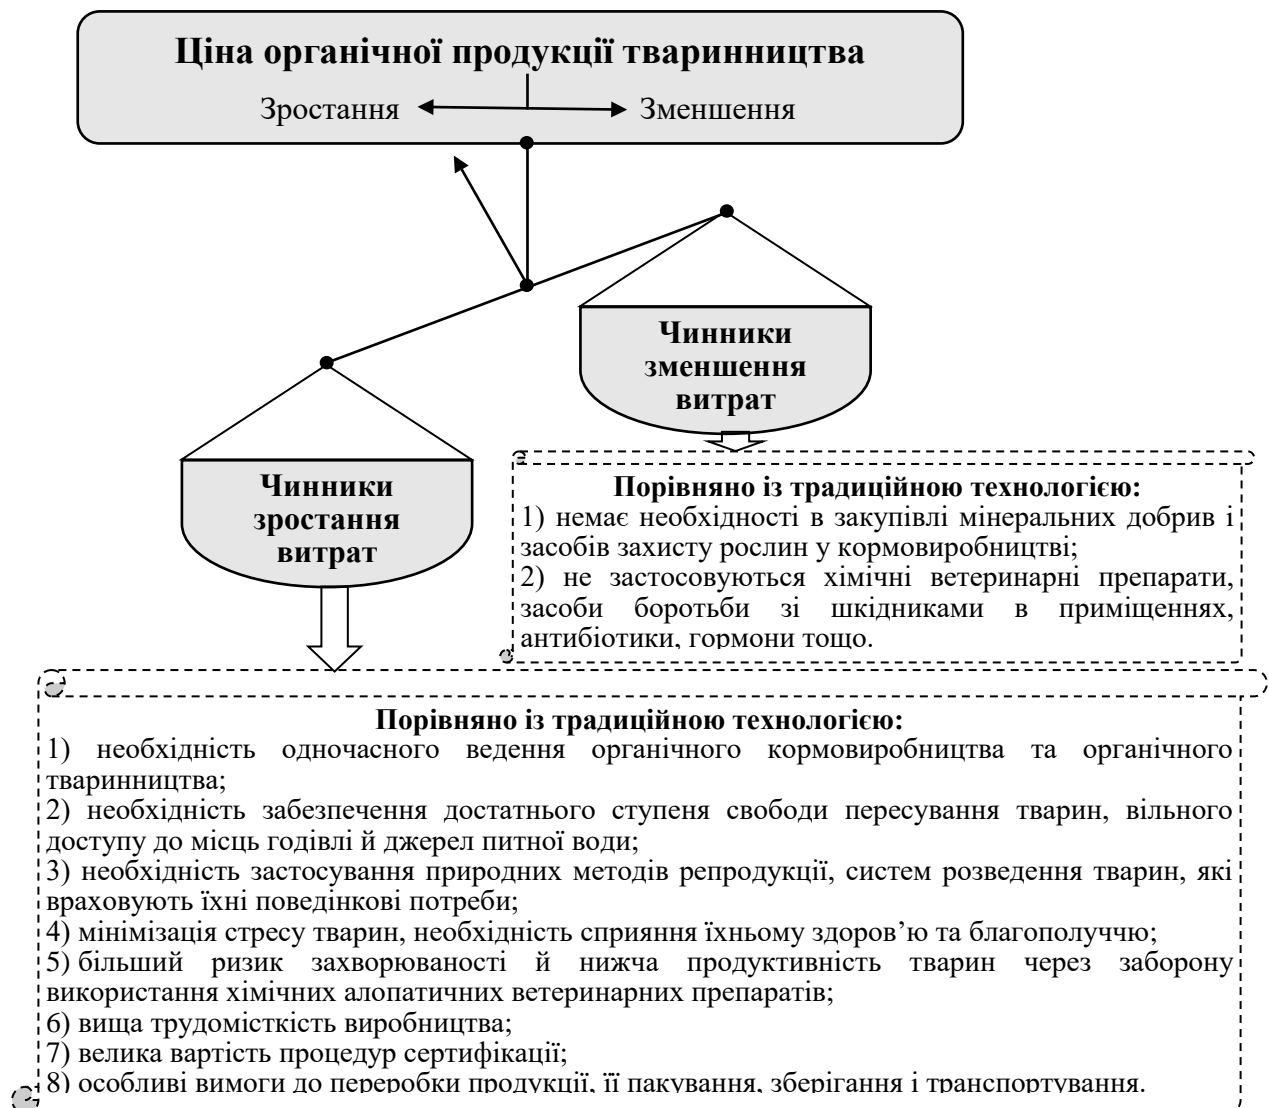 Ціна органічної продукції тваринництва
Зростання Зменшення
Чинники
зменшення
витрат
Чинники
зростання
витрат
Порівняно із традиційною технологією:
1) немає необхідності в закупівлі мінеральних добрив і
засобів захисту рослин у кормовиробництві;
2) не застосовуються хімічні ветеринарні препарати,
засоби боротьби зі шкідниками в приміщеннях,
антибіотики, гормони тощо.
Порівняно із традиційною технологією:
1) необхідність одночасного ведення органічного кормовиробництва та органічного
тваринництва;
2) необхідність забезпечення достатнього ступеня свободи пересування тварин, вільного
доступу до місць годівлі й джерел питної води;
3) необхідність застосування природних методів репродукції, систем розведення тварин, які
враховують їхні поведінкові потреби;
4) мінімізація стресу тварин, необхідність сприяння їхньому здоров’ю та благополуччю;
5) більший ризик захворюваності й нижча продуктивність тварин через заборону
використання хімічних алопатичних ветеринарних препаратів;
6) вища трудомісткість виробництва;
7) велика вартість процедур сертифікації;
8) особливі вимоги до переробки продукції, її пакування, зберігання і транспортування.